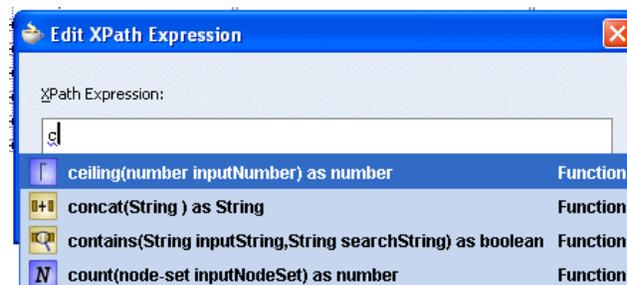 Edit XPath Expression
XPath Expression:
c
ceiling(number inputNumber) as number Function
concat(String ) as String Function
contains(String inputString,String searchString) as boolean Function
count(node-set inputNodeSet) as number Function